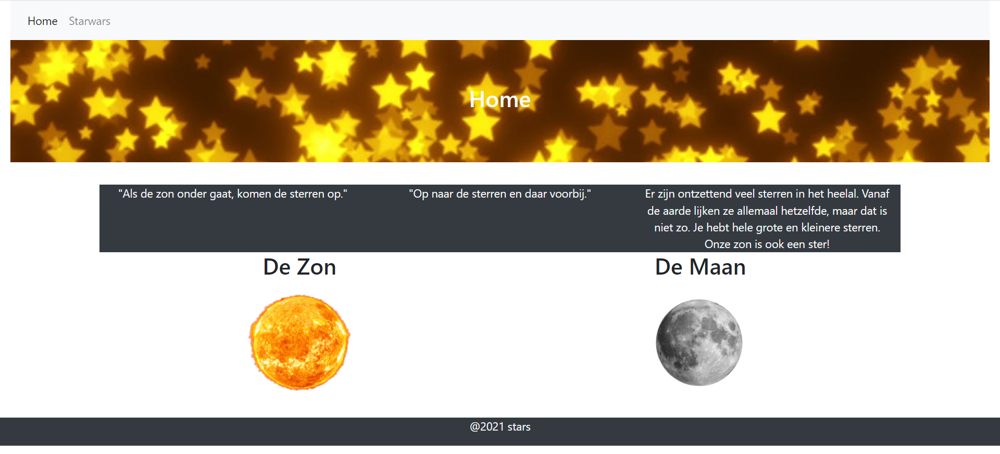 Home Starwars
Home
"Als de zon onder gaat, komen de sterren op."
"Op naar de sterren en daar voorbij."
Er zijn ontzettend veel sterren in het heelal. Vanaf
de aarde lijken ze allemaal hetzelfde, maar dat is
niet zo. Je hebt hele grote en kleinere sterren.
Onze zon is ook een ster!
De Zon
De Maan
@2021 stars